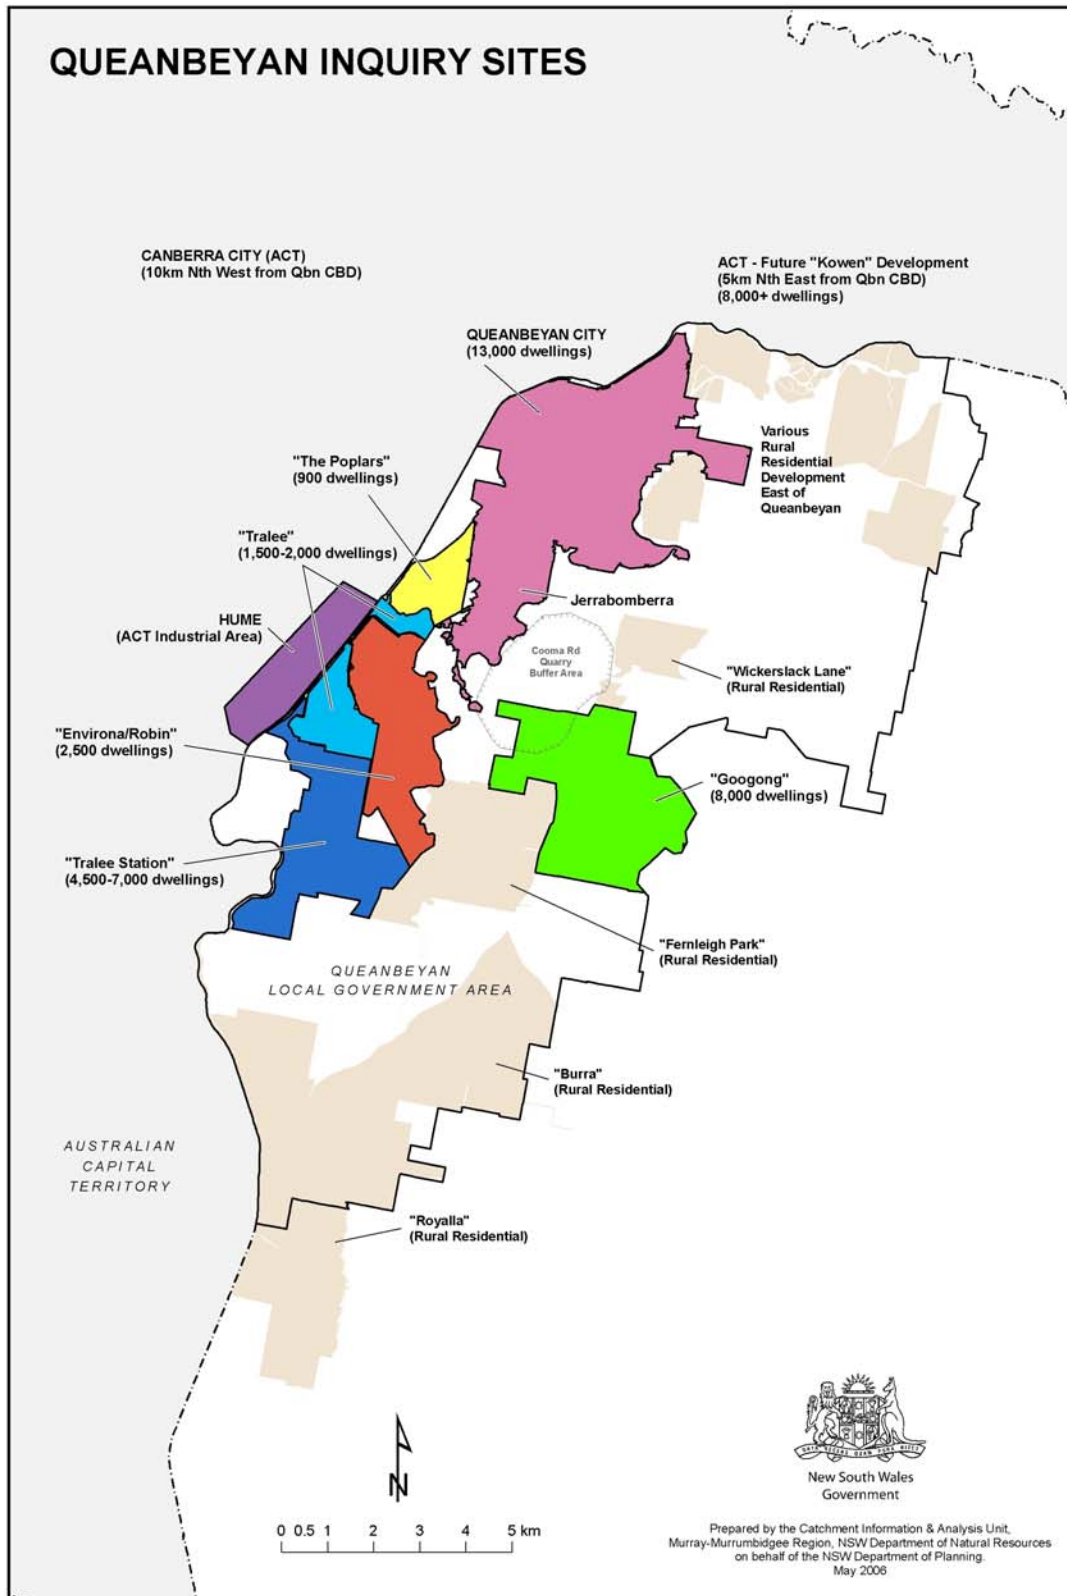 QUEANBEYAN INQUIRY SITES
CANBERRA CITY (ACT)
(10km Nth West from Qbn CBD)
ACT - Future "Kowen" Development
(5km Nth East from Qbn CBD)
(8,000+ dwellings)
QUEANBEYAN CITY
(13,000 dwellings)
Various
Rural
Residential
Development
East of
Queanbeyan
"The Poplars"
(900 dwellings)
"Tralee"
(1,500-2,000 dwellings)
HUME
(ACT Industrial Area)
Jerrabomberra
Cooma Rd
Quarry
Buffer Area
"Wickerslack Lane"
(Rural Residential)
"Environa/Robin"
(2,500 dwellings)
"Googong"
(8,000 dwellings)
"Tralee Station"
(4,500-7,000 dwellings)
"Fernleigh Park"
(Rural Residential)
QUEANBEYAN
LOCAL GOVERNMENT AREA
"Burra"
(Rural Residential)
AUSTRALIAN
CAPITAL
TERRITORY
"Royalla"
(Rural Residential)
N
0 0.5 1 2 3 4 5 km
New South Wales
Government
Prepared by the Catchment Information & Analysis Unit,
Murray-Murrumbidgee Region, NSW Department of Natural Resources
on behalf of the NSW Department of Planning.
May 2006